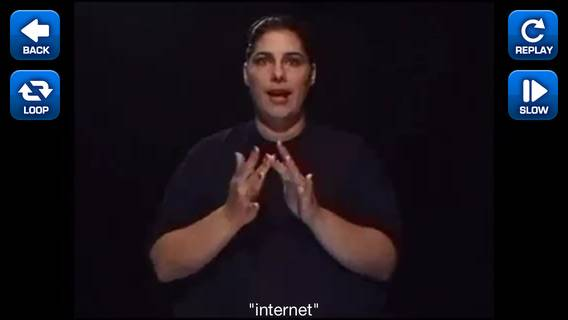 BACK
REPLAY
LOOP
SLOW
"internet"